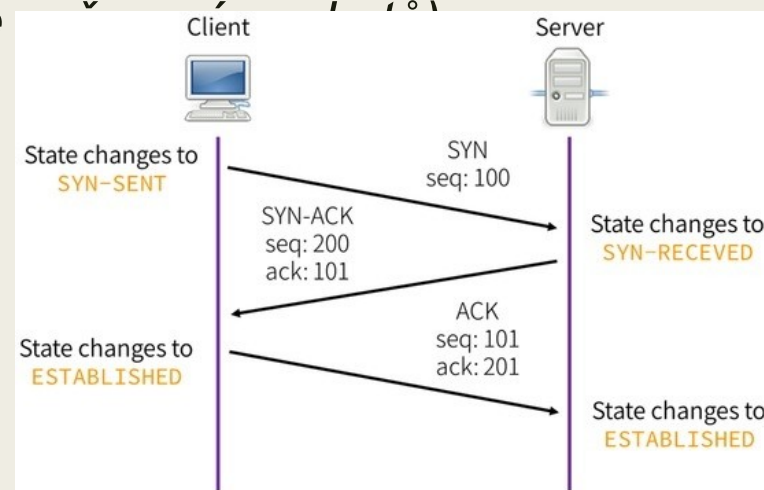 Client
Server
State changes to
SYN-SENT
SYN
seq: 100
SYN-ACK
seq: 200
ack: 101
State changes to
SYN-RECEVED
ACK
seq: 101
ack: 201
State changes to
ESTABLISHED
State changes to
ESTABLISHED